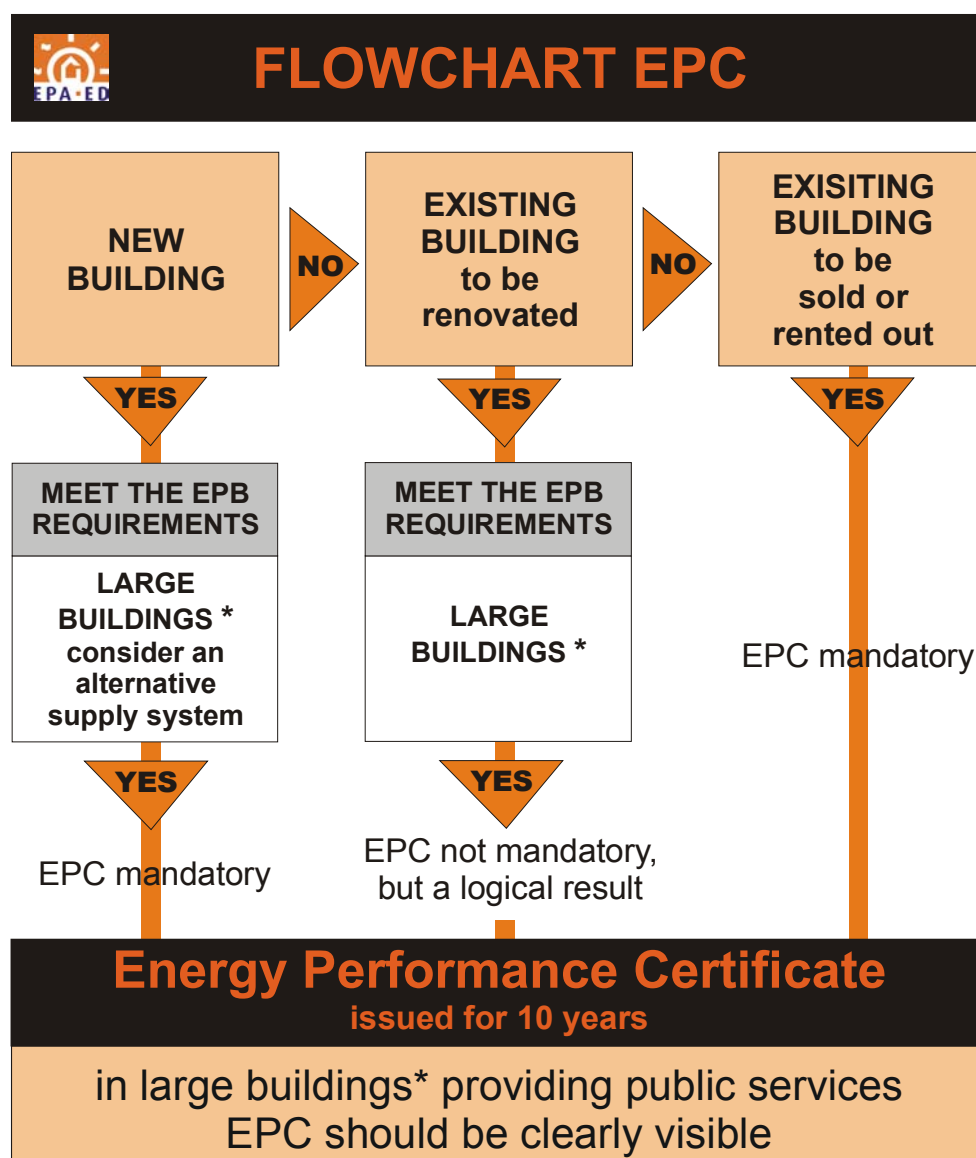 EPA·ED
FLOWCHART EPC
NEW
BUILDING
NO
EXISTING
BUILDING
to be
renovated
NO
EXISITING
BUILDING
to be
sold or
rented out
YES
YES
YES
MEET THE EPB
REQUIREMENTS
LARGE
BUILDINGS *
consider an
alternative
supply system
MEET THE EPB
REQUIREMENTS
LARGE
BUILDINGS *
EPC mandatory
YES
YES
EPC mandatory
EPC not mandatory,
but a logical result
Energy Performance Certificate
issued for 10 years
in large buildings* providing public services
EPC should be clearly visible